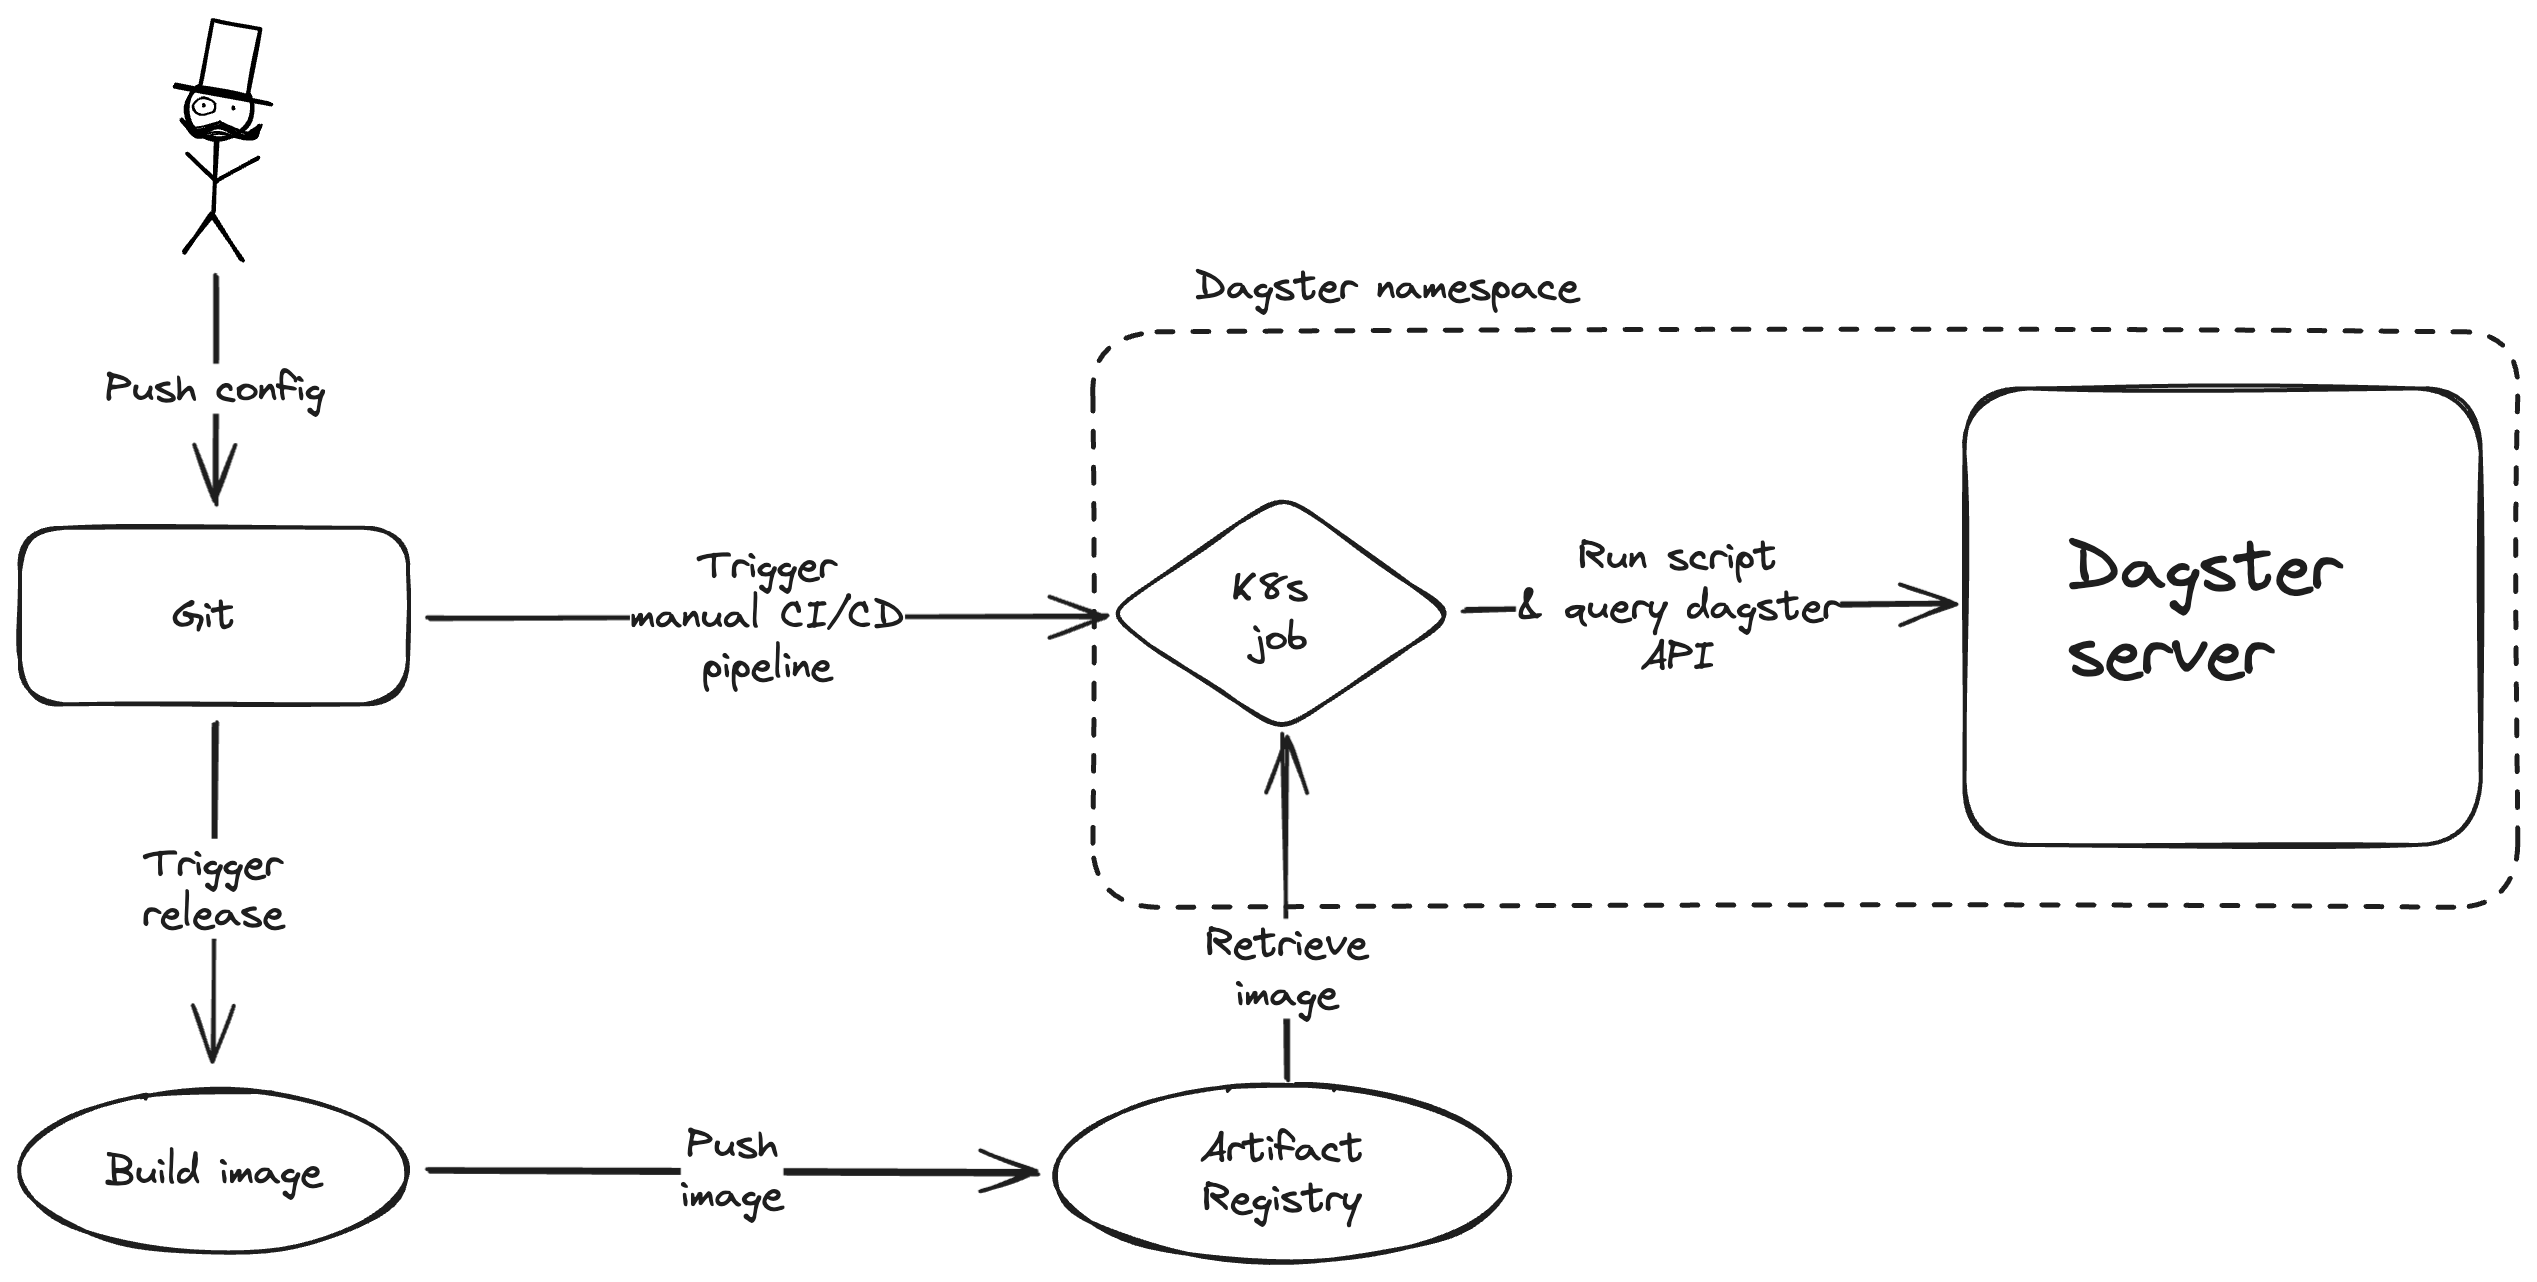 Dagster namespace
Push config
Git
Trigger
manual CI/CD
pipeline
K8s
job
Run script
& query dagster
API
Dagster
server
Trigger
release
Retrieve
image
Build image
Push
image
Artifact
Registry